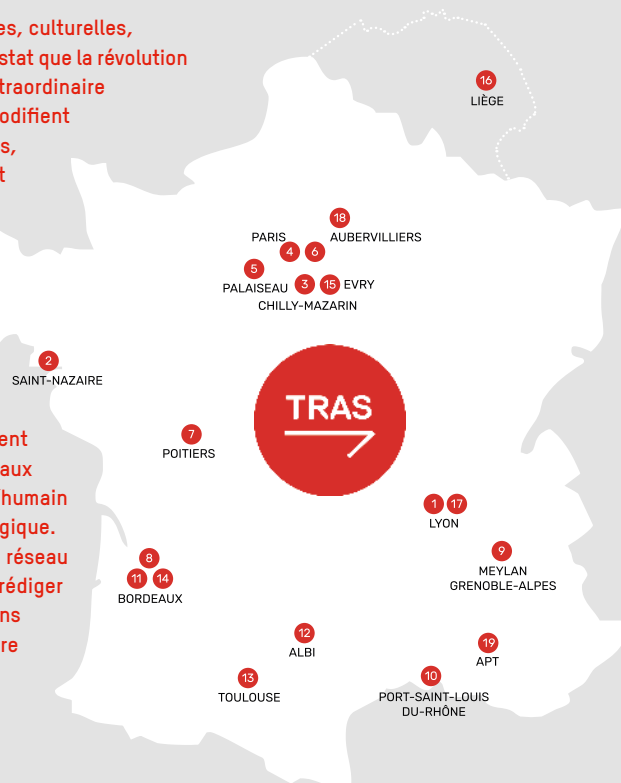 es, culturelles,
stat que la révolution
traordinaire
odifient
s,
t
16
LIÈGE
18
PARIS
AUBERVILLIERS
4
6
5
PALAISEAU
3
15
EVRY
CHILLY-MAZARIN
2
SAINT-NAZAIRE
TRAS
7
POITIERS
ent
aux
'humain
gique.
réseau
rédiger
ns
re
1
17
LYON
9
MEYLAN
GRENOBLE-ALPES
8
11
14
BORDEAUX
12
ALBI
19
APT
13
TOULOUSE
10
PORT-SAINT-LOUIS
DU-RHÔNE